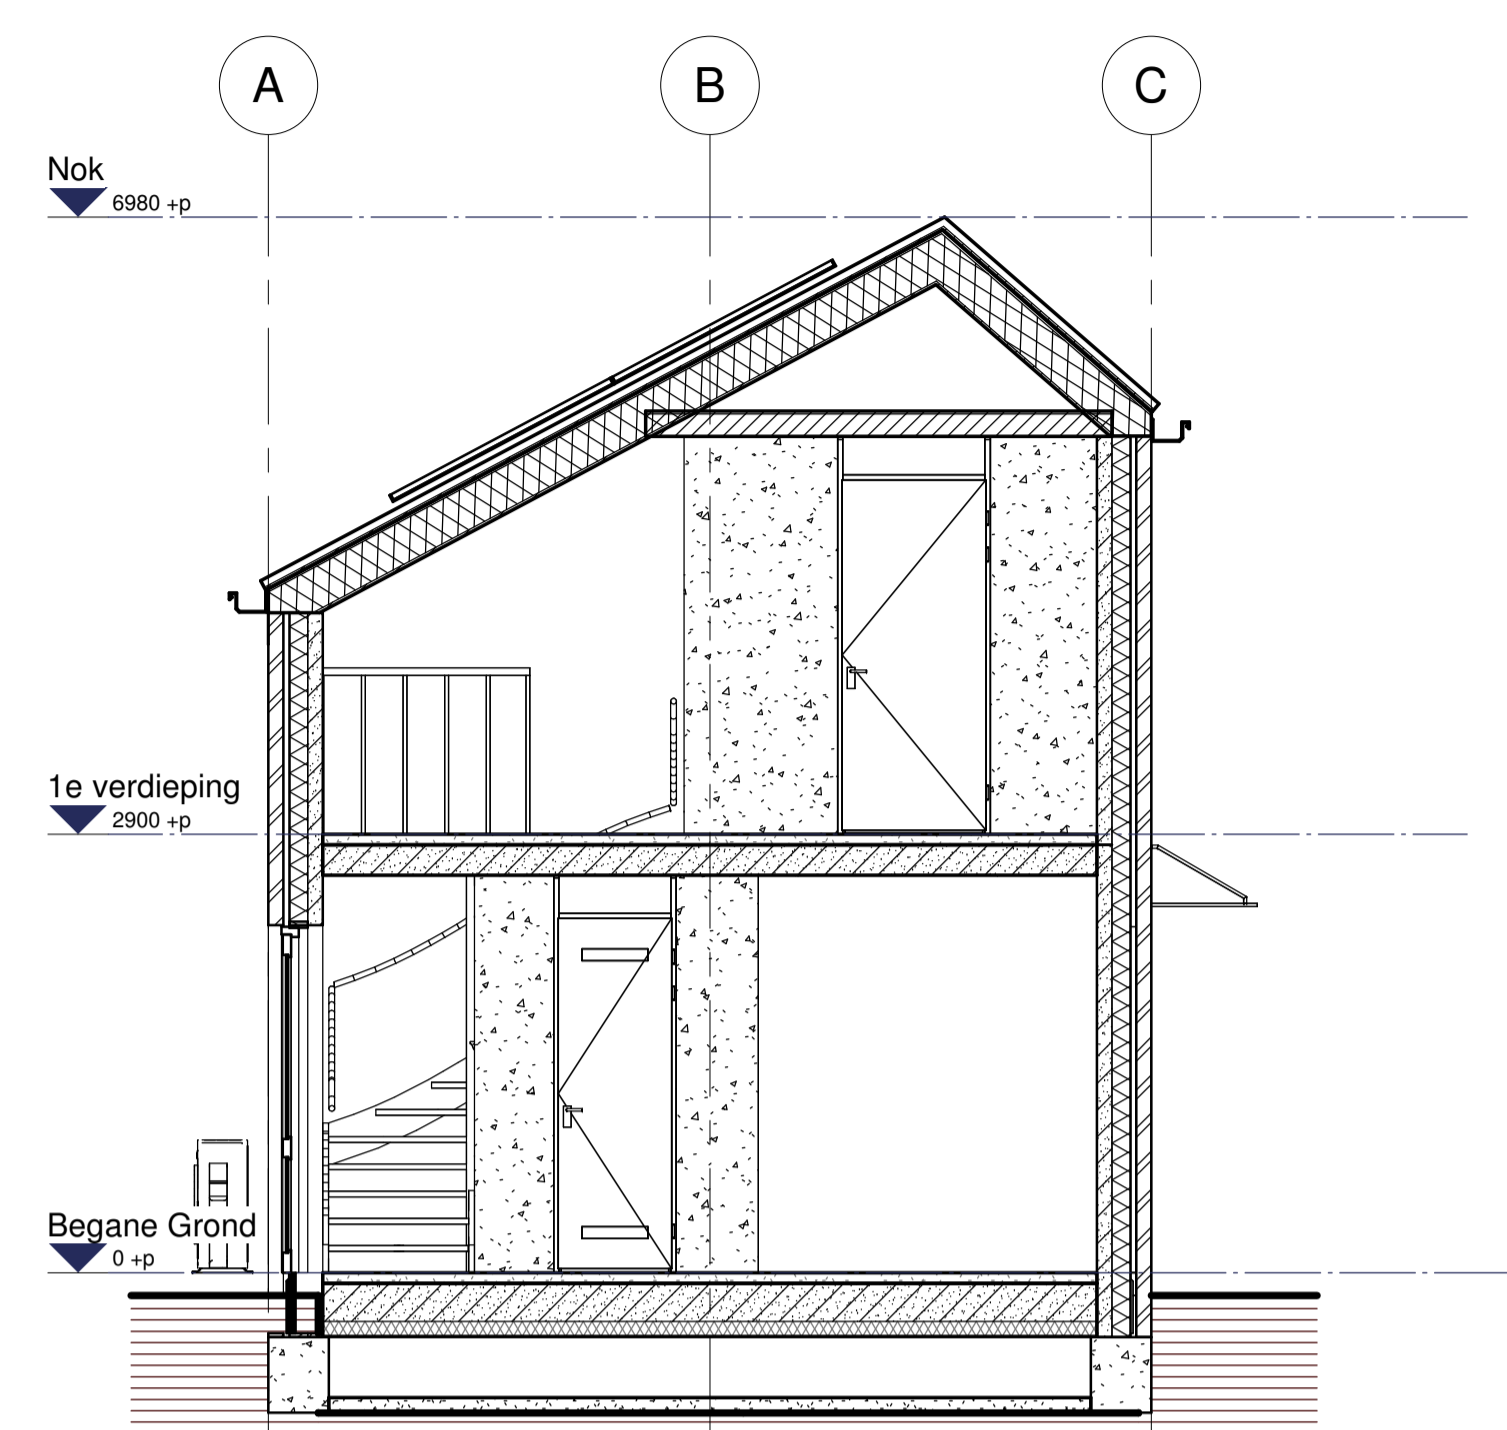 A B C
Nok
6980 +p
1e verdieping
2900 +p
Begane Grond
0 +p